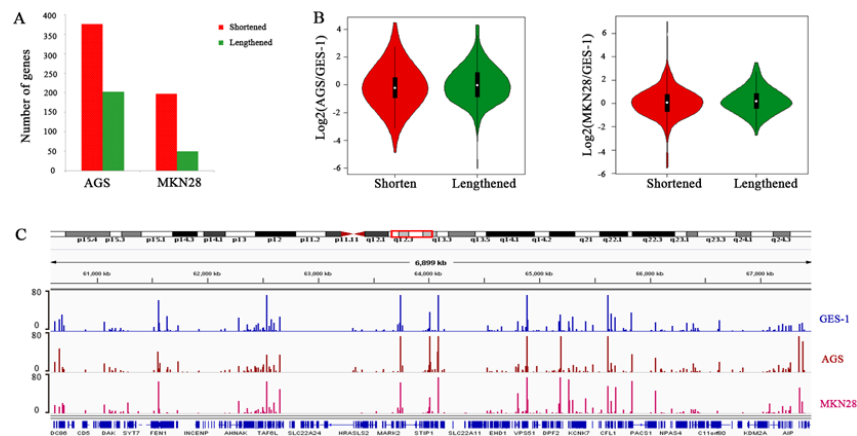 A
Shortened
Lengthened
Number of genes
400
350
300
250
200
150
100
50
0
AGS MKN28
B
Log2(AGS/GES-1)
4
2
0
-2
-4
-6
Shorten Lengthened
Log2(MKN28/GES-1)
6
4
2
0
-2
-4
-6
Shortened Lengthened
C
p15.4 p15.3 p15.1 p14.3 p14.1 p13 p12 p11.2 p11.11 q12.1 q12.3 q13.3 q13.5 q14.1 q14.2 q21 q22.1 q22.3 q23.1 q24.1 q24.3
6,899 kb
61,000 kb 62,000 kb 63,000 kb 64,000 kb 65,000 kb 66,000 kb 67,000 kb
80
0
GES-1
80
0
AGS
80
0
MKN28
CD5 DAK SYT7 FEN1 INCENP AHNAK TAF6L SLC22A24 HRASLS2 MARK2 STIP1 SLC22A11 EHD1 VPS51 DPF2 KCNK7 CFL1 PACS1 NPAS4 C11orf80 KDM2A AIP